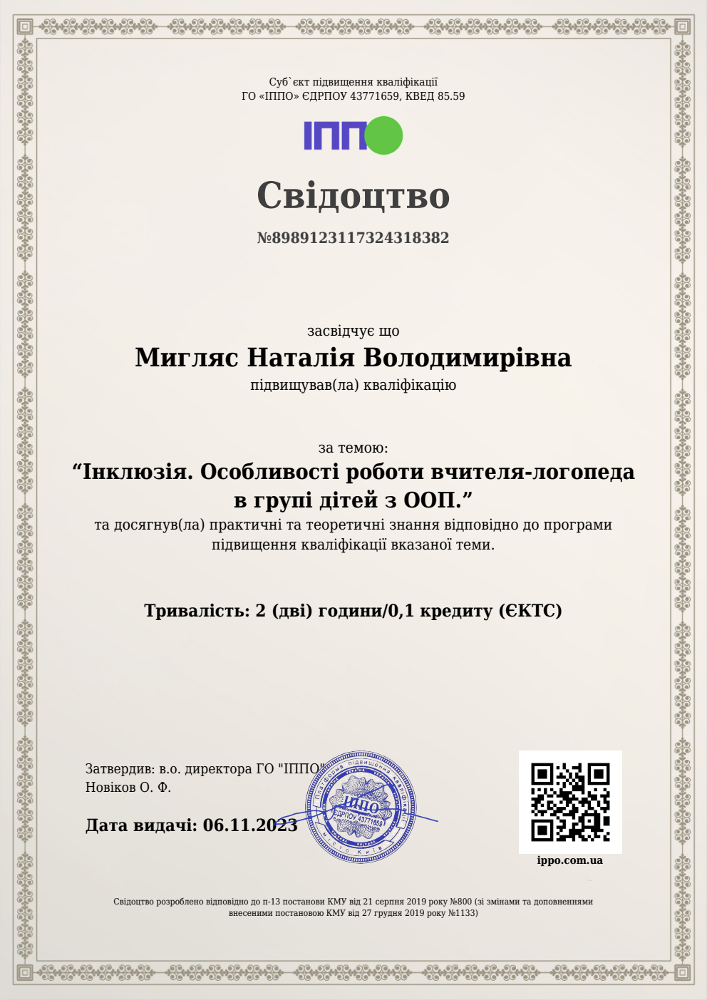 Суб`єкт підвищення кваліфікації
ГО «ІППО» ЄДРПОУ 43771659, КВЕД 85.59
ІППО
Свідоцтво
№8989123117324318382
засвідчує що
Мигляс Наталія Володимирівна
підвищував(ла) кваліфікацію
за темою:
“Інклюзія. Особливості роботи вчителя-логопеда
в групі дітей з ООП.”
та досягнув(ла) практичні та теоретичні знання відповідно до програми
підвищення кваліфікації вказаної теми.
Тривалість: 2 (дві) години/0,1 кредиту (ЄКТС)
Затвердив: в.о. директора ГО "ІППО"
Новіков О. Ф.
Дата видачі: 06.11.2023
Платформа підвищення кваліфікації
УКРАЇНА
ІППО
ЄДРПОУ 43771659
УКРАЇНА
місто Київ
ippo.com.ua
Свідоцтво розроблено відповідно до п-13 постанови КМУ від 21 серпня 2019 року №800 (зі змінами та доповненнями
внесеними постановою КМУ від 27 грудня 2019 року №1133)